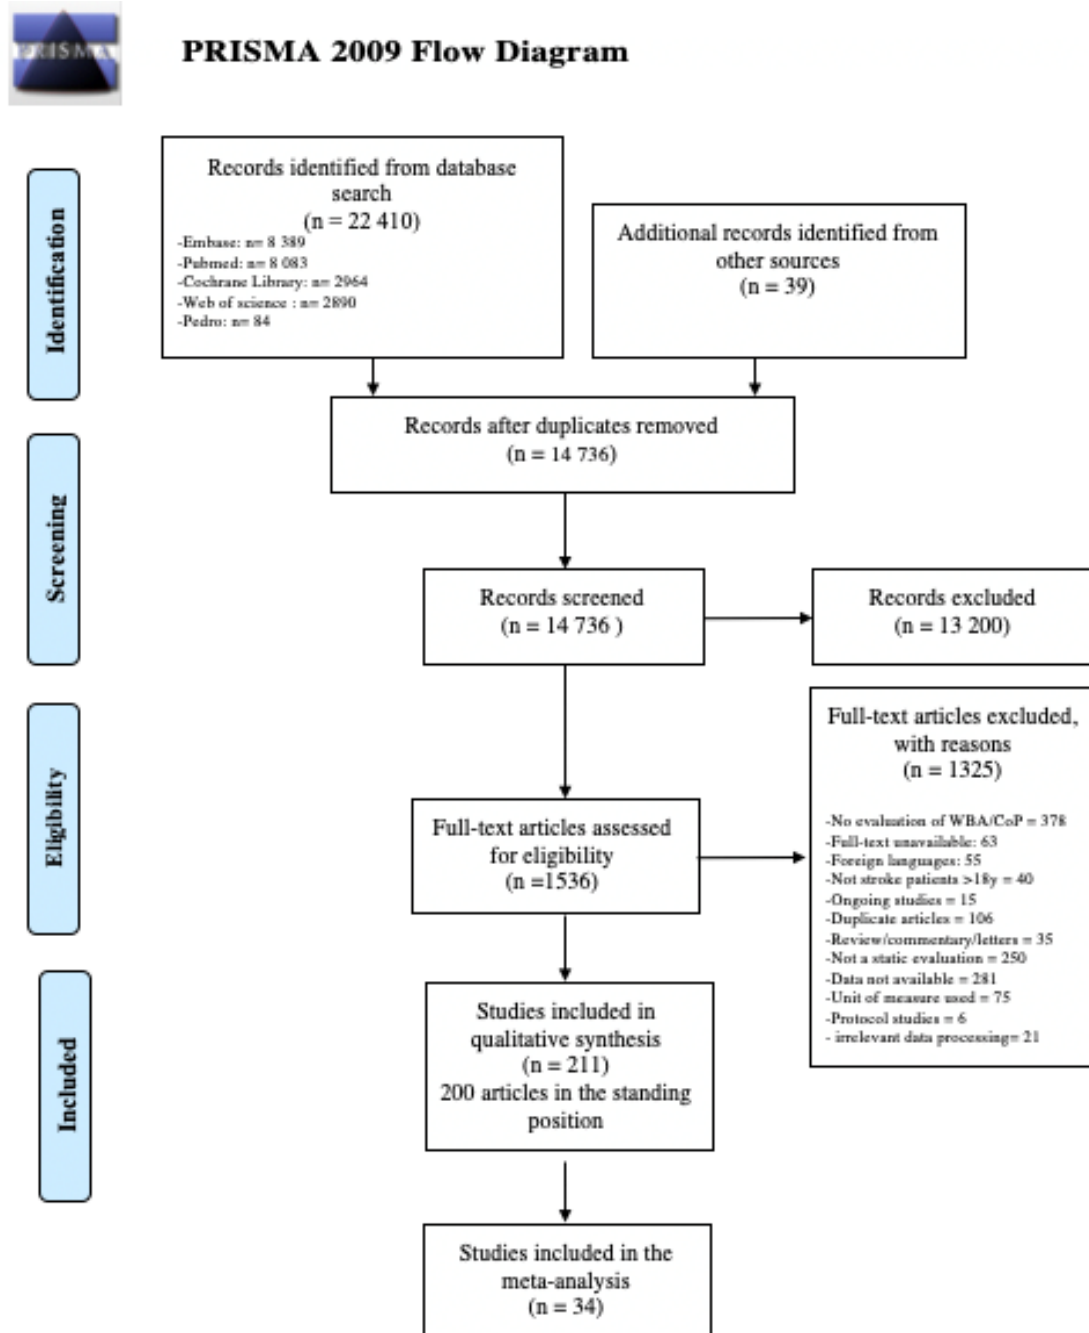 PRISMA
PRISMA 2009 Flow Diagram
Identification
Records identified from database
search
(n = 22 410)
-Embase: n= 8 389
-Pubmed: n= 8 083
-Cochrane Library: n= 2964
-Web of science : n= 2890
-Pedro: n= 84
Additional records identified from
other sources
(n = 39)
Records after duplicates removed
(n = 14 736)
Screening
Records screened
(n = 14 736 )
Records excluded
(n = 13 200)
Eligibility
Full-text articles assessed
for eligibility
(n =1536)
Full-text articles excluded,
with reasons
(n = 1325)
-No evaluation of WBA/CoP = 378
-Full-text unavailable: 63
-Foreign languages: 55
-Not stroke patients >18y = 40
-Ongoing studies = 15
-Duplicate articles = 106
-Review/commentary/letters = 35
-Not a static evaluation = 250
-Data not available = 281
-Unit of measure used = 75
-Protocol studies = 6
- irrelevant data processing= 21
Included
Studies included in
qualitative synthesis
(n = 211)
200 articles in the standing
position
Studies included in the
meta-analysis
(n = 34)